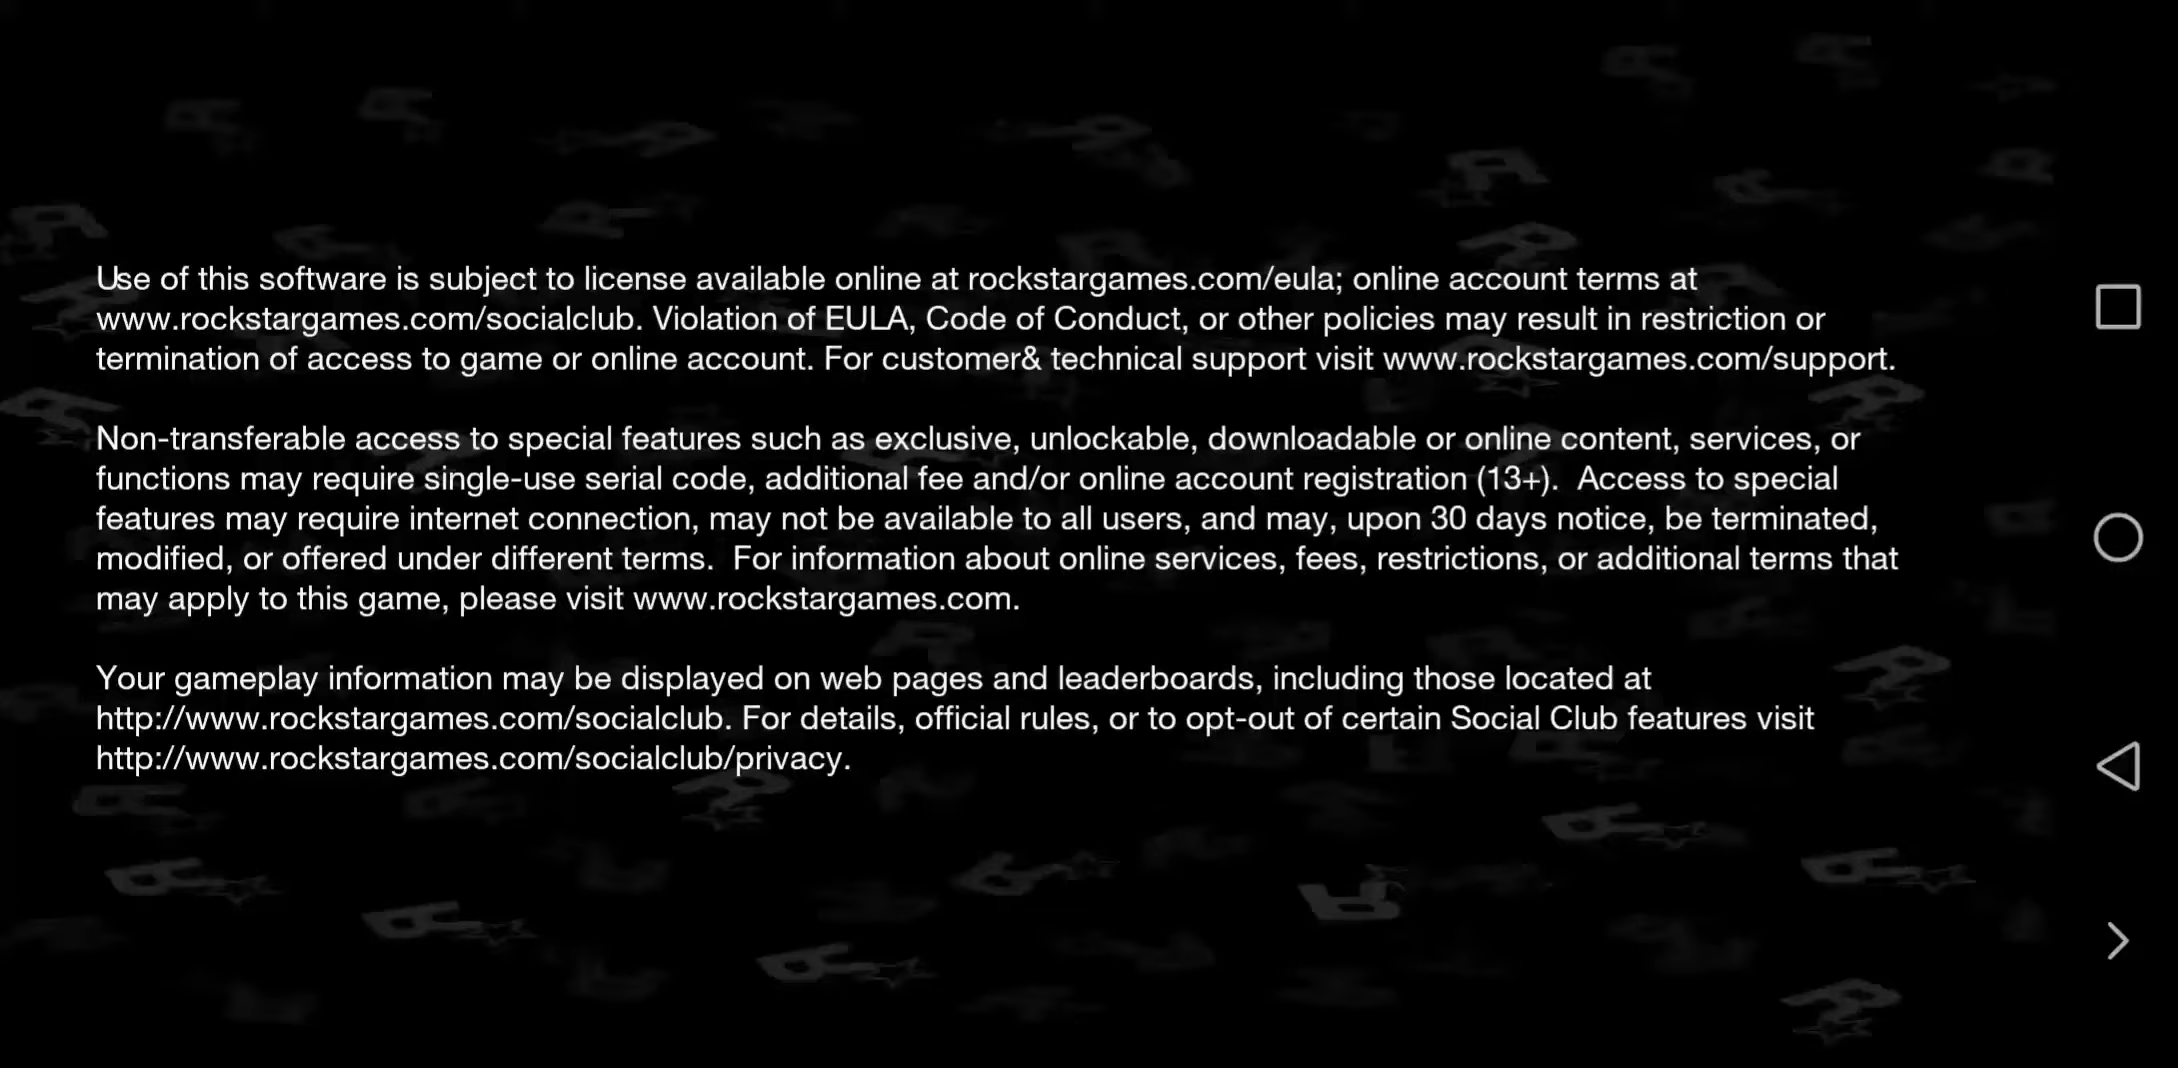 Use of this software is subject to license available online at rockstargames.com/eula; online account terms at
www.rockstargames.com/socialclub. Violation of EULA, Code of Conduct, or other policies may result in restriction or
termination of access to game or online account. For customer& technical support visit www.rockstargames.com/support.
Non-transferable access to special features such as exclusive, unlockable, downloadable or online content, services, or
functions may require single-use serial code, additional fee and/or online account registration (13+).  Access to special
features may require internet connection, may not be available to all users, and may, upon 30 days notice, be terminated,
modified, or offered under different terms.  For information about online services, fees, restrictions, or additional terms that
may apply to this game, please visit www.rockstargames.com.
Your gameplay information may be displayed on web pages and leaderboards, including those located at
http://www.rockstargames.com/socialclub. For details, official rules, or to opt-out of certain Social Club features visit
http://www.rockstargames.com/socialclub/privacy.